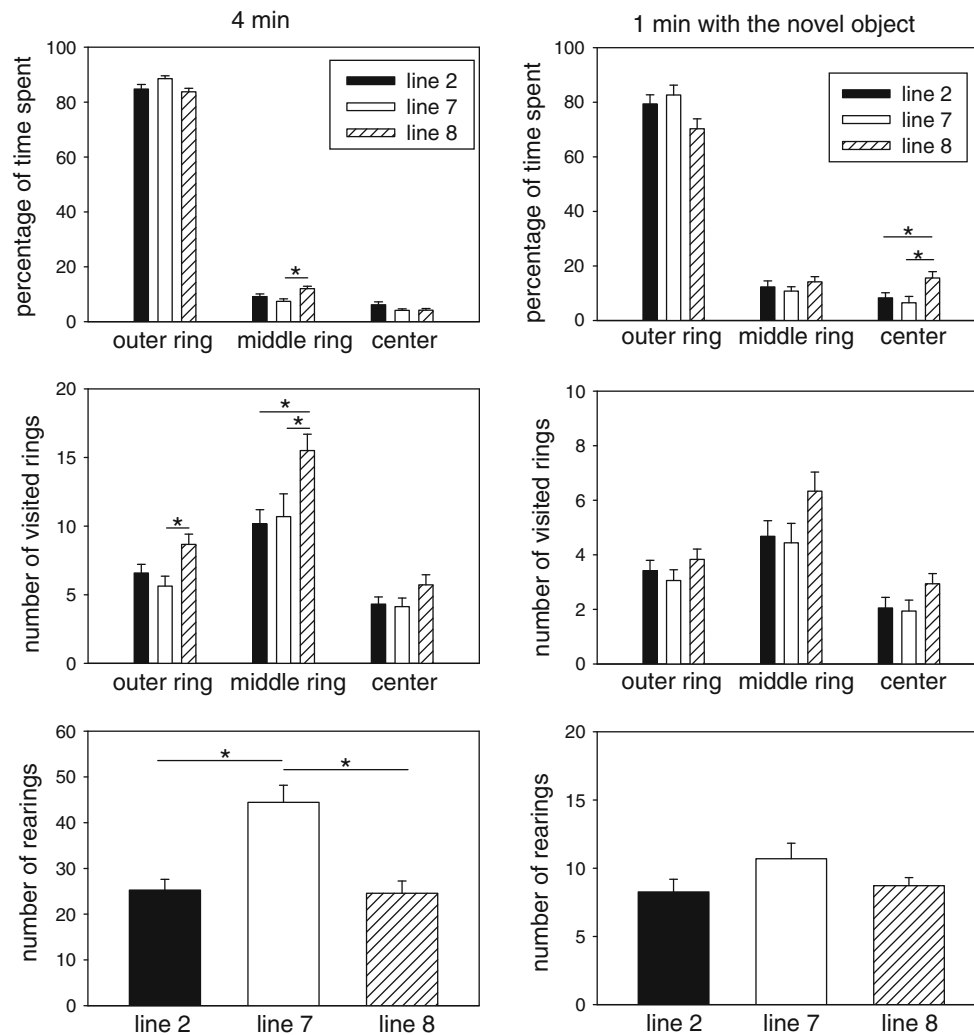 4 min
percentage of time spent
100
80
60
40
20
0
line 2
line 7
line 8
*
outer ring middle ring center
1 min with the novel object
percentage of time spent
100
80
60
40
20
0
line 2
line 7
line 8
*
*
outer ring middle ring center
number of visited rings
20
15
10
5
0
*
*
*
outer ring middle ring center
number of visited rings
10
8
6
4
2
0
outer ring middle ring center
number of rearings
60
50
40
30
20
10
0
*
*
line 2 line 7 line 8
number of rearings
20
15
10
5
0
line 2 line 7 line 8